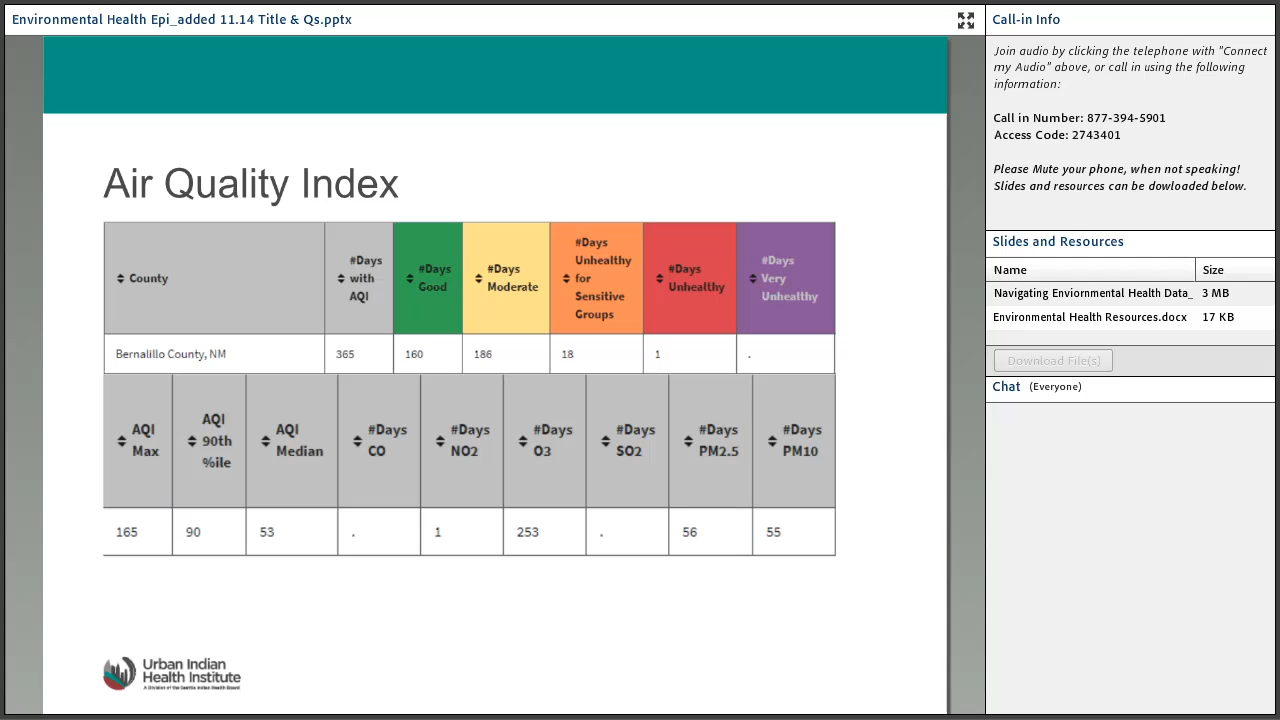 Environmental Health Epi_added 11.14 Title & Qs.pptx
Air Quality Index
County
#Days with AQI
#Days Good
#Days Moderate
#Days Unhealthy for Sensitive Groups
#Days Unhealthy
#Days Very Unhealthy
Bernalillo County, NM 365 160 186 18 1 .
AQI Max
AQI 90th %ile
AQI Median
#Days CO
#Days NO2
#Days O3
#Days SO2
#Days PM2.5
#Days PM10
165 90 53 . 1 253 . 56 55
Urban Indian
Health Institute
A Division of the Seattle Indian Health Board
Call-in Info
Join audio by clicking the telephone with "Connect
my Audio" above, or call in using the following
information:
Call in Number: 877-394-5901
Access Code: 2743401
Please Mute your phone, when not speaking!
Slides and resources can be dowloaded below.
Slides and Resources
Name Size
Navigating Enviornmental Health Data_ 3 MB
Environmental Health Resources.docx 17 KB
Download File(s)
Chat (Everyone)